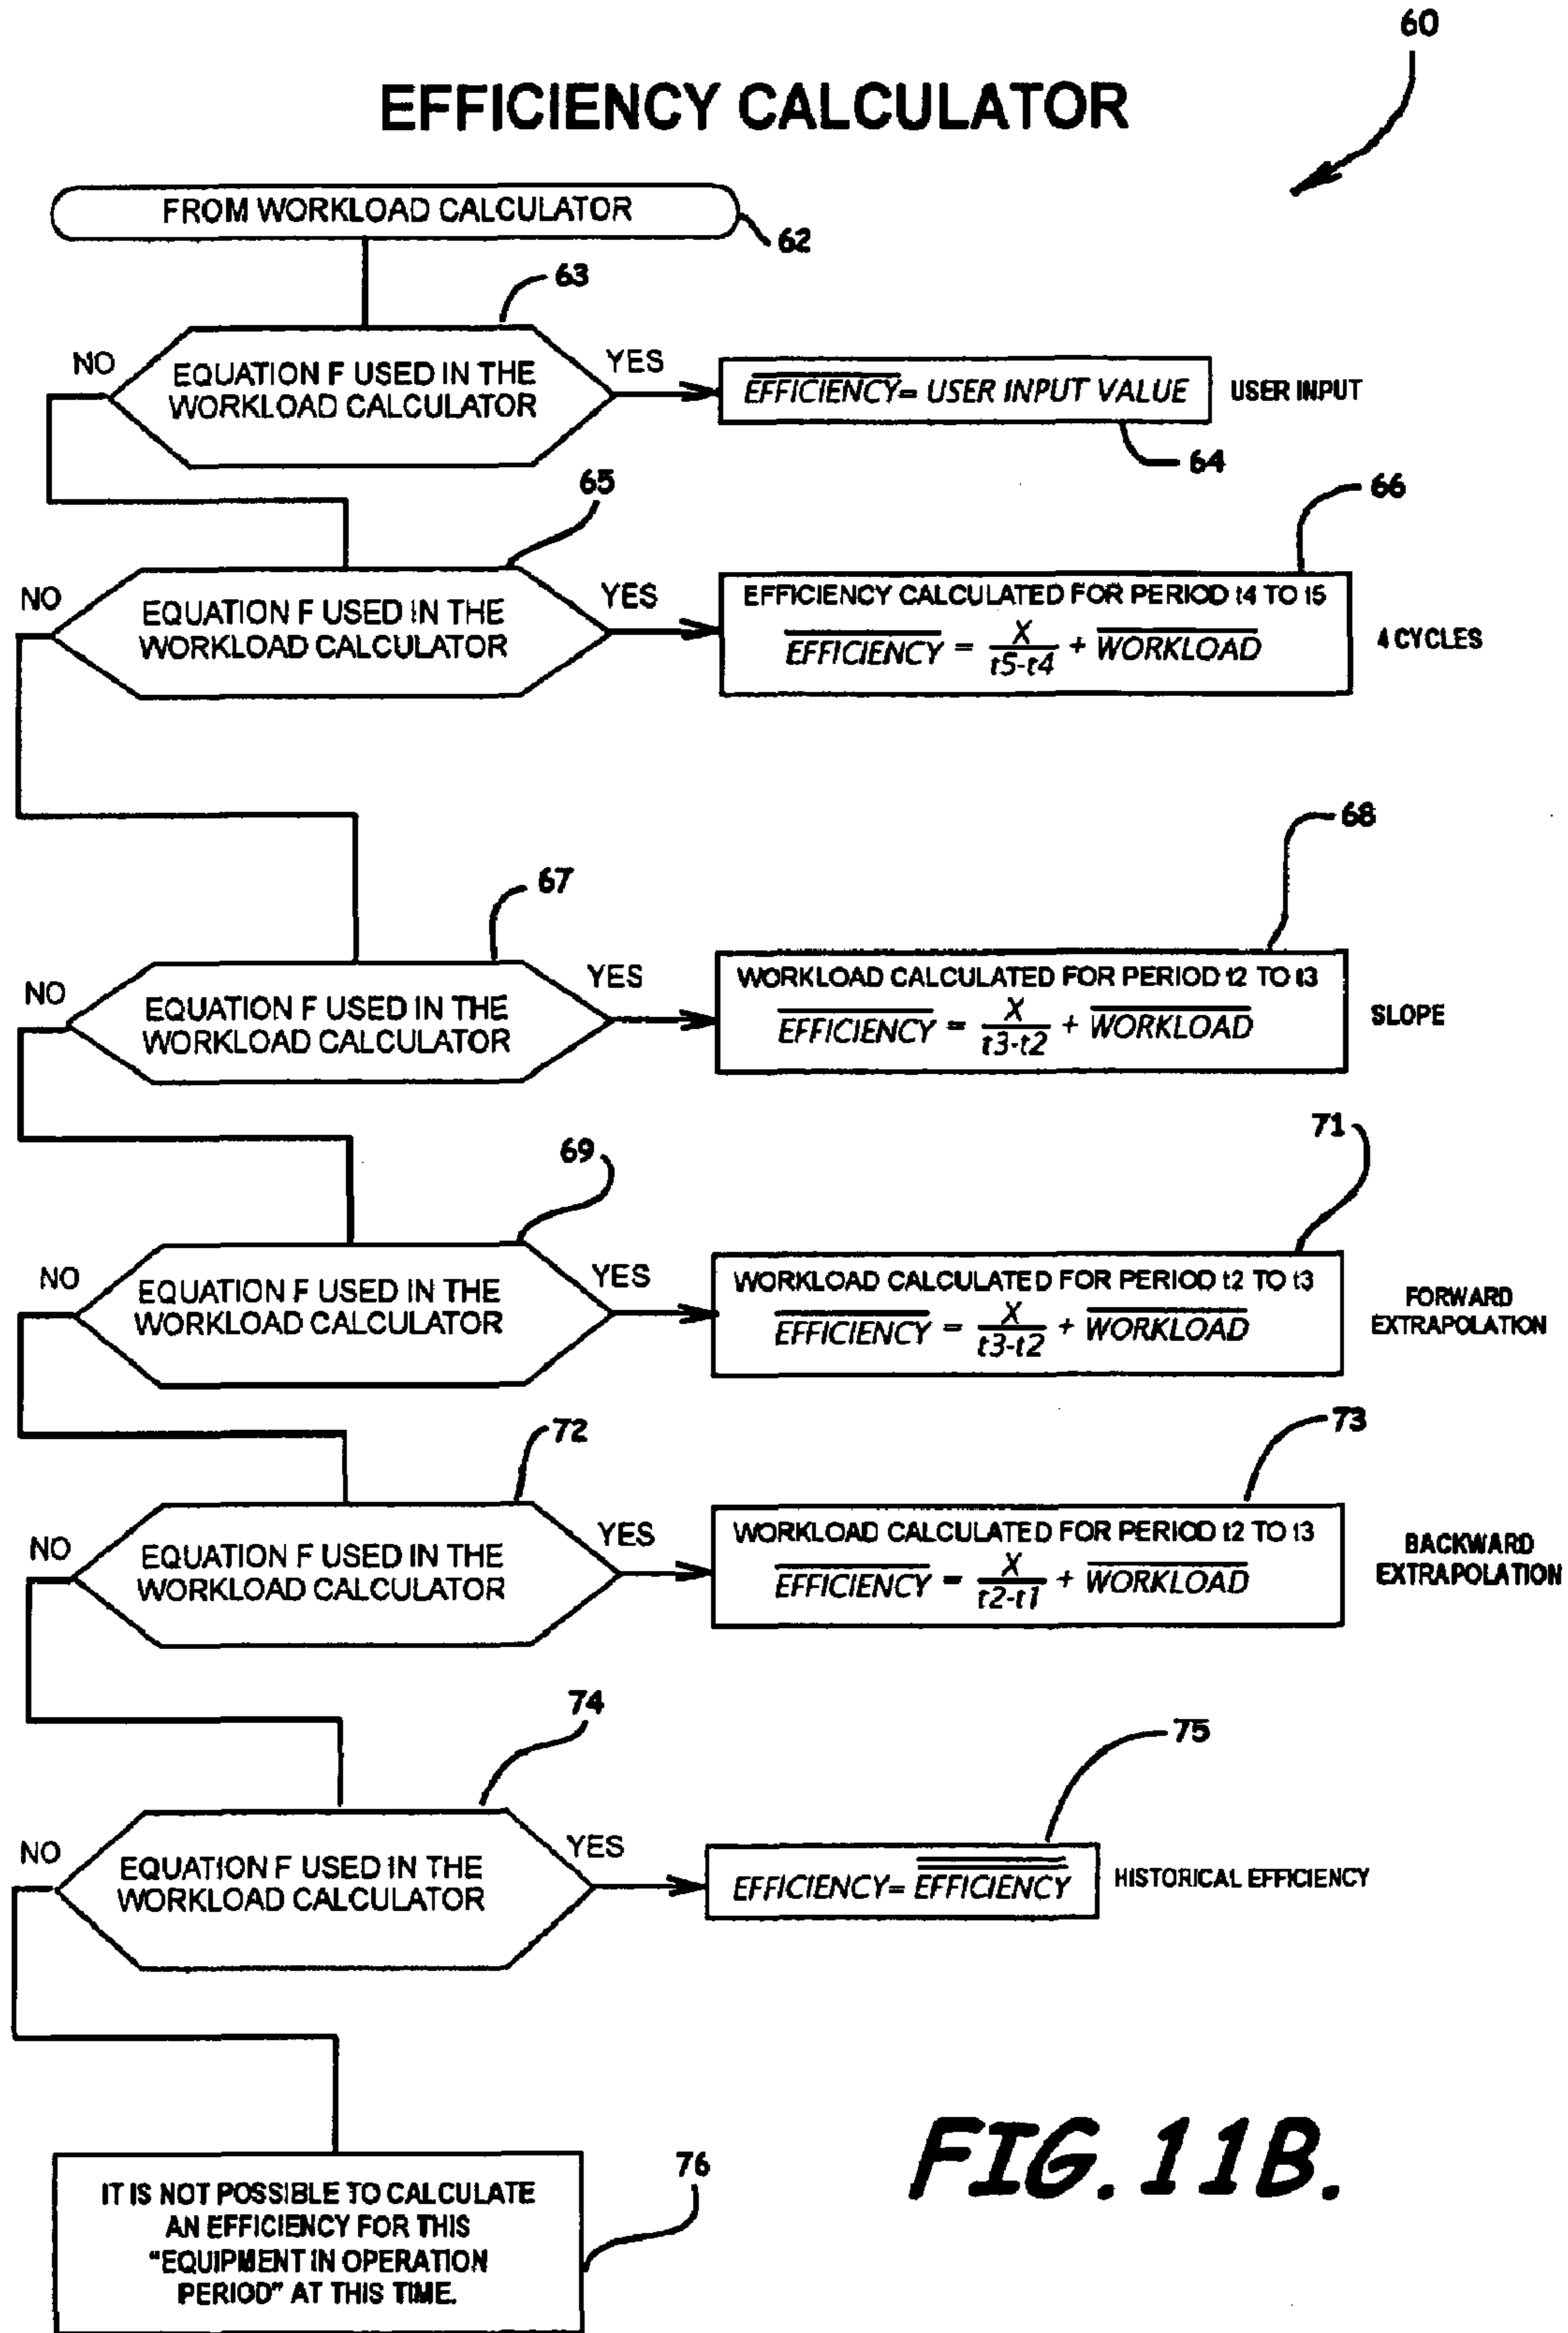 60
EFFICIENCY CALCULATOR
FROM WORKLOAD CALCULATOR
62
63
NO
EQUATION F USED IN THE
WORKLOAD CALCULATOR
YES
EFFICIENCY= USER INPUT VALUE
USER INPUT
64
65
66
NO
EQUATION F USED IN THE
WORKLOAD CALCULATOR
YES
EFFICIENCY CALCULATED FOR PERIOD t4 TO t5
EFFICIENCY = X / t5-t4 + WORKLOAD
4 CYCLES
67
68
NO
EQUATION F USED IN THE
WORKLOAD CALCULATOR
YES
WORKLOAD CALCULATED FOR PERIOD t2 TO t3
EFFICIENCY = X / t3-t2 + WORKLOAD
SLOPE
69
71
NO
EQUATION F USED IN THE
WORKLOAD CALCULATOR
YES
WORKLOAD CALCULATED FOR PERIOD t2 TO t3
EFFICIENCY = X / t3-t2 + WORKLOAD
FORWARD
EXTRAPOLATION
72
73
NO
EQUATION F USED IN THE
WORKLOAD CALCULATOR
YES
WORKLOAD CALCULATED FOR PERIOD t2 TO t3
EFFICIENCY = X / t2-t1 + WORKLOAD
BACKWARD
EXTRAPOLATION
74
75
NO
EQUATION F USED IN THE
WORKLOAD CALCULATOR
YES
EFFICIENCY= EFFICIENCY
HISTORICAL EFFICIENCY
IT IS NOT POSSIBLE TO CALCULATE
AN EFFICIENCY FOR THIS
"EQUIPMENT IN OPERATION
PERIOD" AT THIS TIME.
76
FIG. 11B.